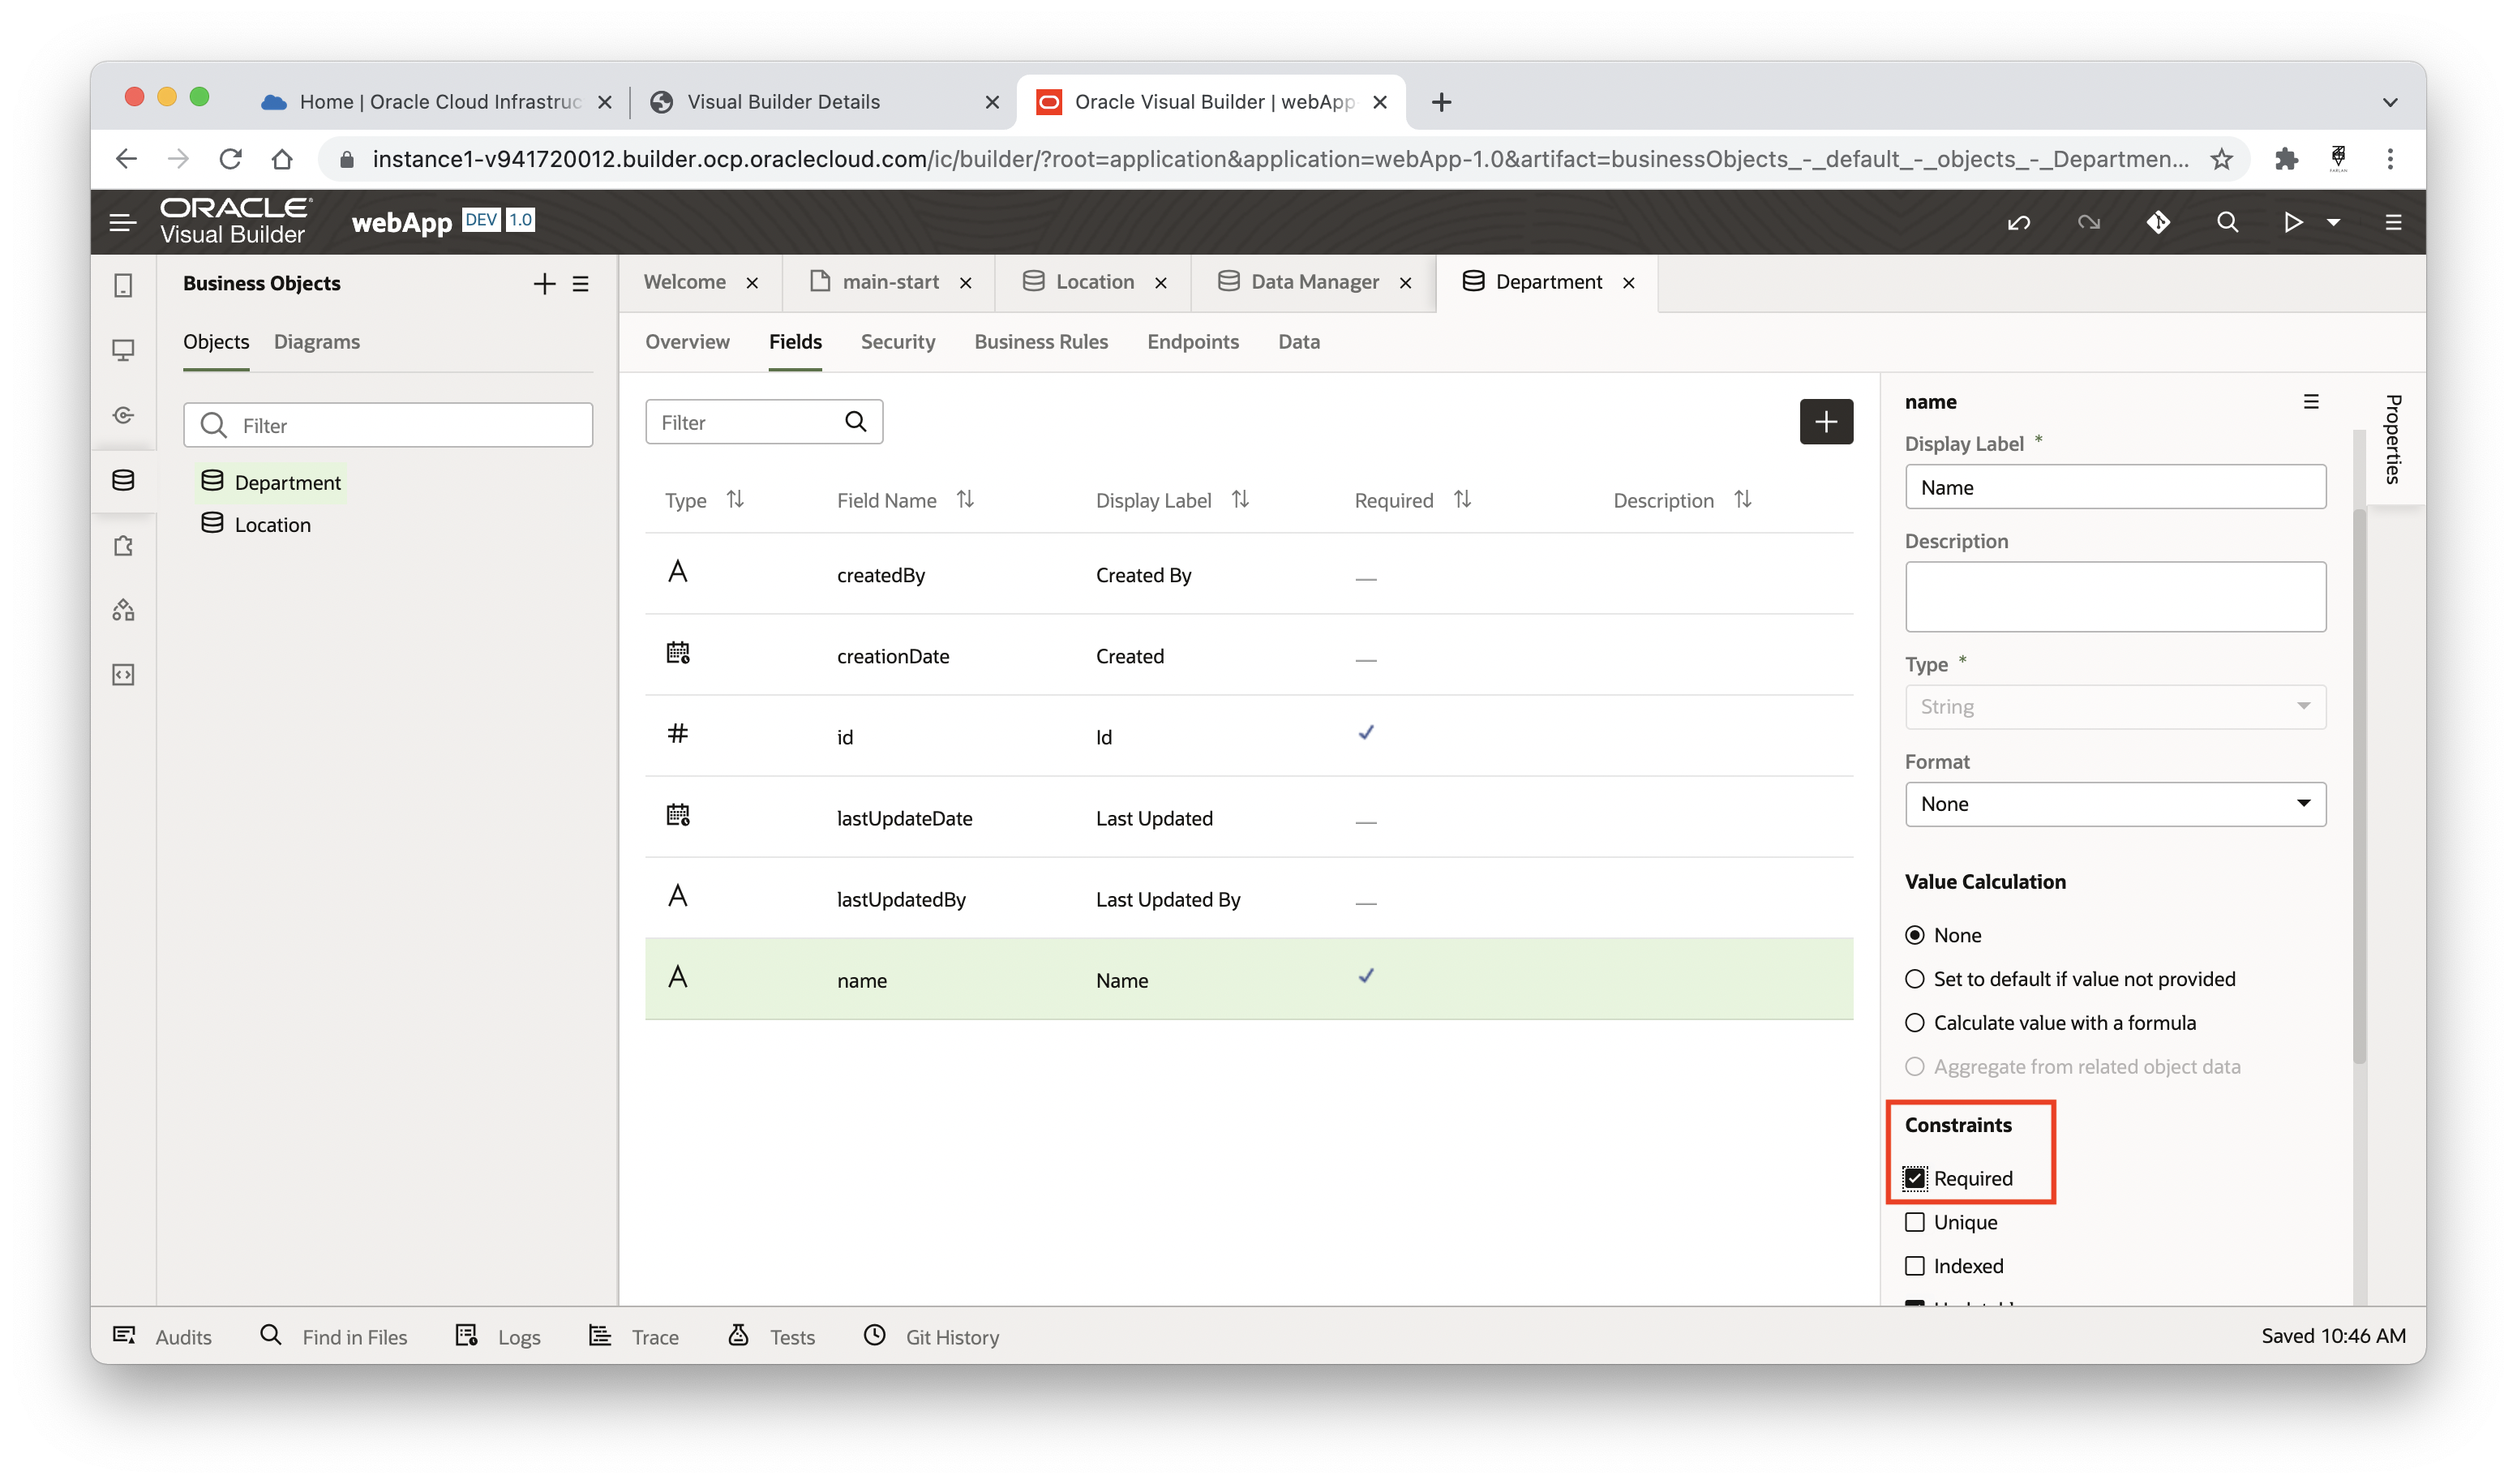 Home | Oracle Cloud Infrastruc
Visual Builder Details
Oracle Visual Builder | webApp
instance1-v941720012.builder.ocp.oraclecloud.com/ic/builder/?root=application&application=webApp-1.0&artifact=businessObjects_-_default_-_objects_-_Departmen...
ORACLE
Visual Builder
webApp DEV 1.0
Business Objects
Welcome
main-start
Location
Data Manager
Department
Objects
Diagrams
Overview
Fields
Security
Business Rules
Endpoints
Data
Filter
Department
Location
Filter
Type
Field Name
Display Label
Required
Description
A createdBy Created By —
creationDate Created —
# id Id ✓
lastUpdateDate Last Updated —
A lastUpdatedBy Last Updated By —
A name Name ✓
name
Display Label *
Name
Description
Type *
String
Format
None
Value Calculation
None
Set to default if value not provided
Calculate value with a formula
Aggregate from related object data
Constraints
Required
Unique
Indexed
Properties
Audits
Find in Files
Logs
Trace
Tests
Git History
Saved 10:46 AM